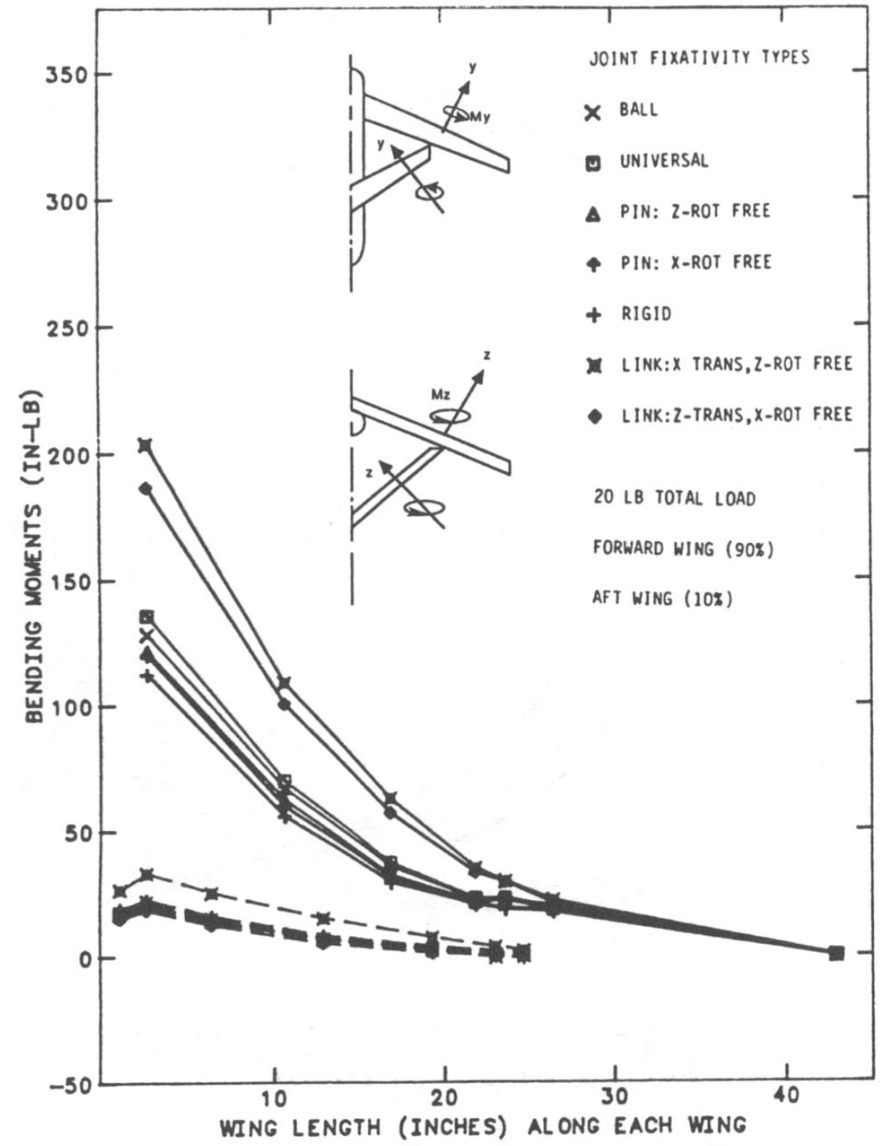 350
300
250
200
150
100
50
0
-50
BENDING MOMENTS (IN-LB)
10
20
30
40
WING LENGTH (INCHES) ALONG EACH WING
y
My
y
z
Mz
z
JOINT FIXATIVITY TYPES
BALL
UNIVERSAL
PIN: Z-ROT FREE
PIN: X-ROT FREE
RIGID
LINK:X TRANS,Z-ROT FREE
LINK:Z-TRANS,X-ROT FREE
20 LB TOTAL LOAD
FORWARD WING (90%)
AFT WING (10%)